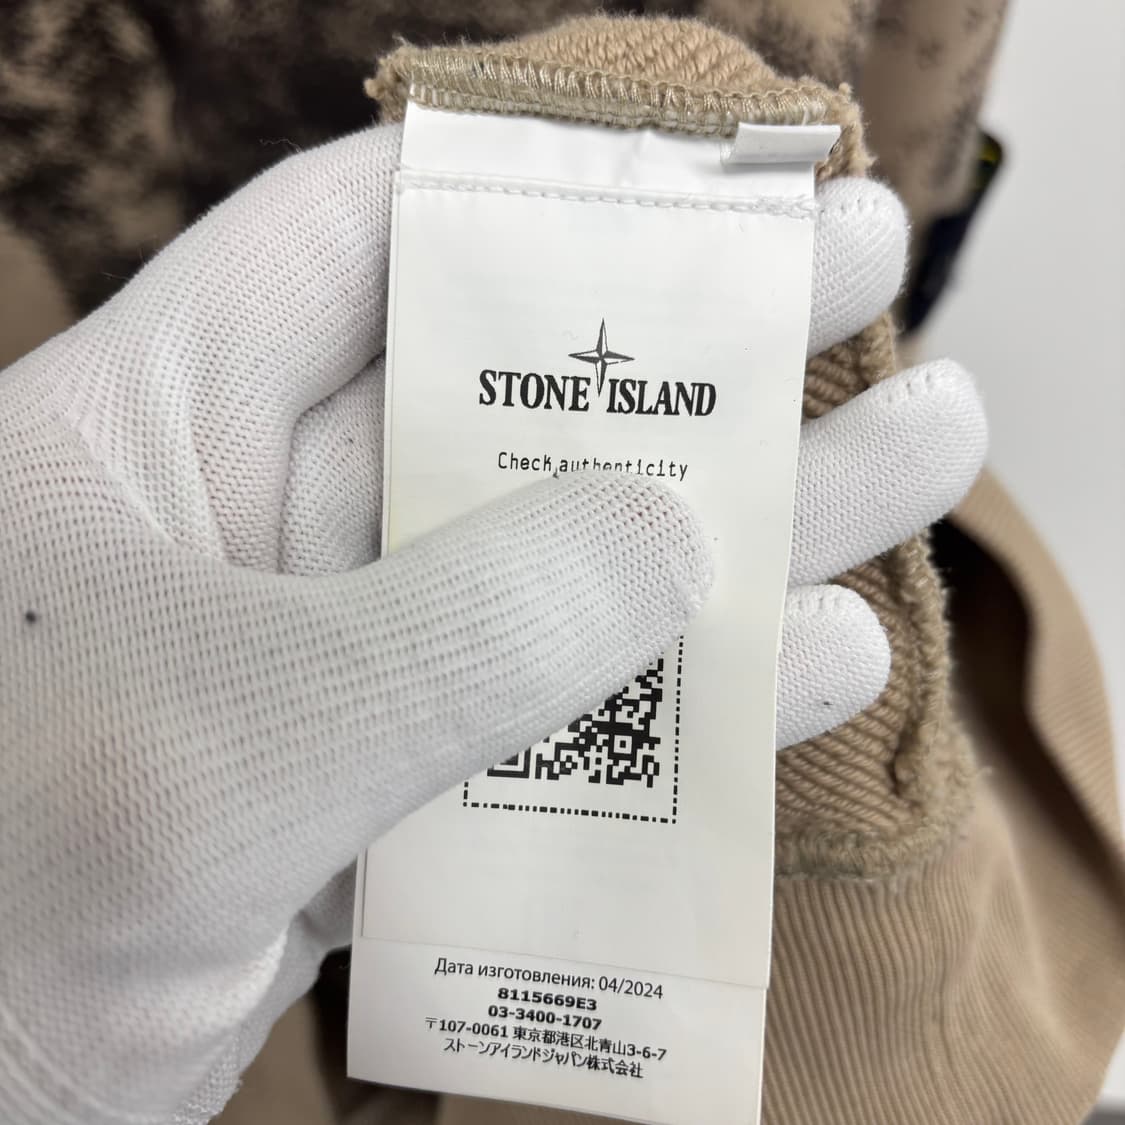 STONE ISLAND
Check authenticity
Дата изготовления: 04/2024
8115669E3
03-3400-1707
〒107-0061 東京都港区北青山3-6-7
ストーンアイランドジャパン株式会社